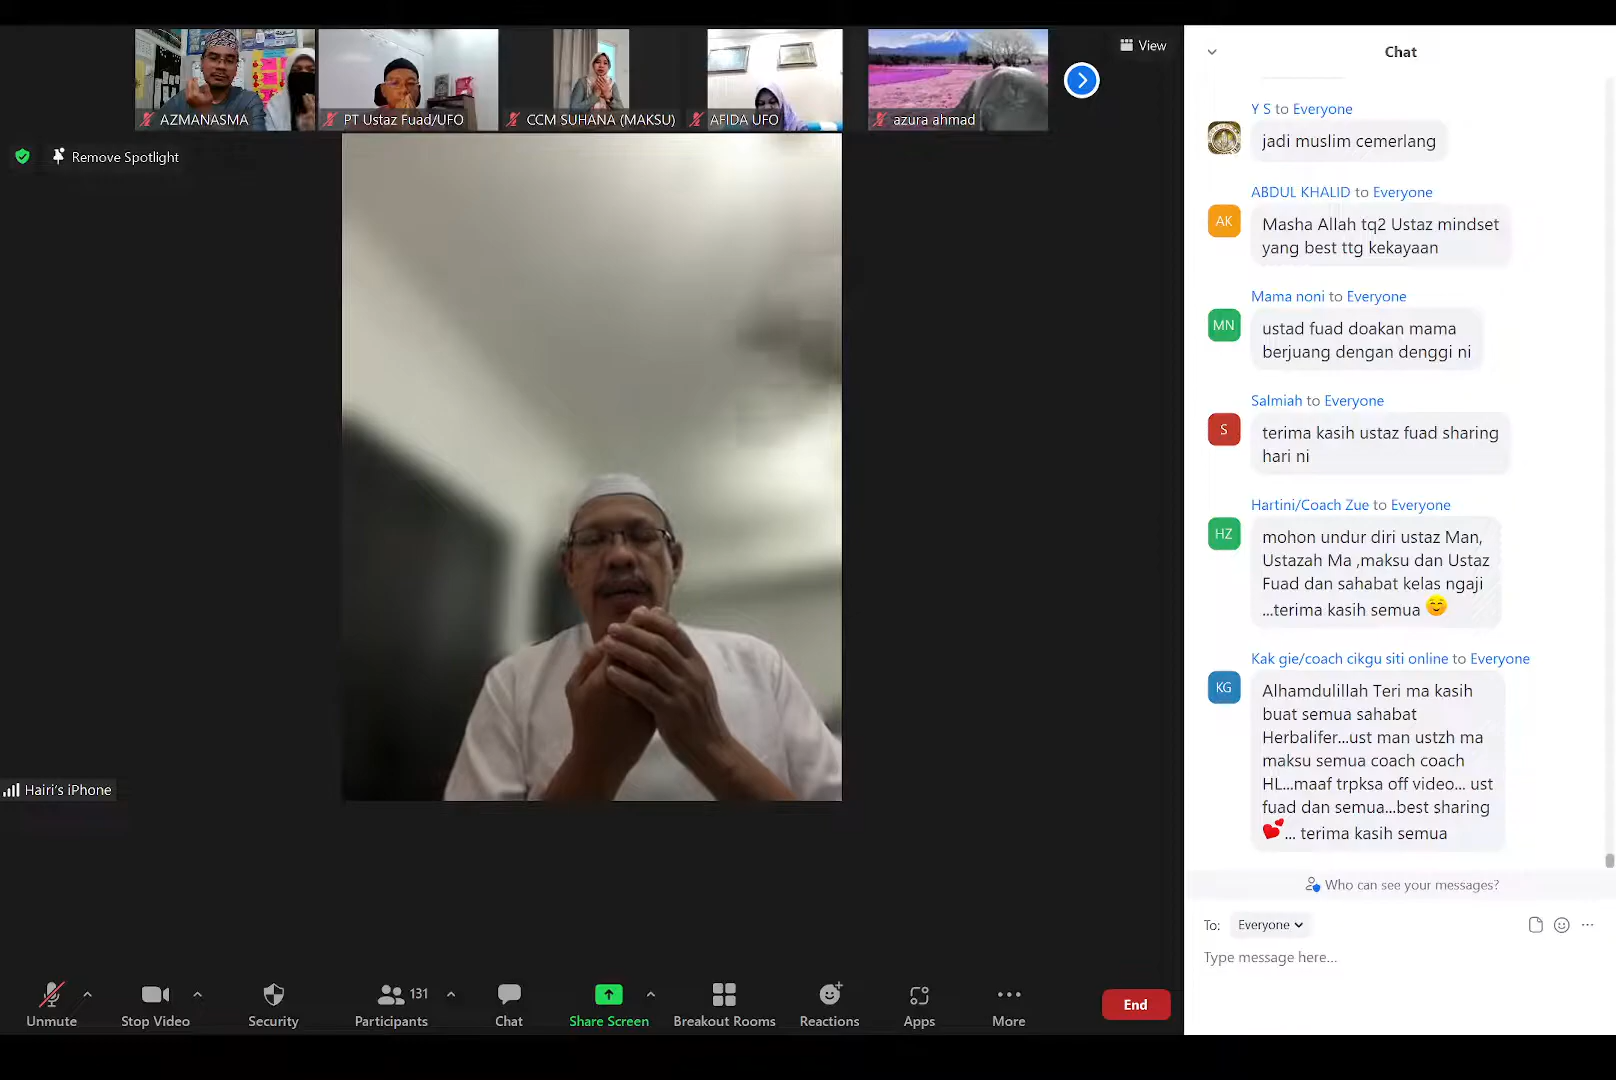 AZMANASMA
PT Ustaz Fuad/UFO
CCM SUHANA (MAKSU)
AFIDA UFO
azura ahmad
View
Remove Spotlight
Hairi's iPhone
Unmute
Stop Video
Security
131
Participants
Chat
Share Screen
Breakout Rooms
Reactions
Apps
More
End
Chat
Y S to Everyone
jadi muslim cemerlang
ABDUL KHALID to Everyone
AK
Masha Allah tq2 Ustaz mindset
yang best ttg kekayaan
Mama noni to Everyone
MN
ustad fuad doakan mama
berjuang dengan denggi ni
Salmiah to Everyone
S
terima kasih ustaz fuad sharing
hari ni
Hartini/Coach Zue to Everyone
HZ
mohon undur diri ustaz Man,
Ustazah Ma ,maksu dan Ustaz
Fuad dan sahabat kelas ngaji
...terima kasih semua 😊
Kak gie/coach cikgu siti online to Everyone
KG
Alhamdulillah Teri ma kasih
buat semua sahabat
Herbalifer...ust man ustzh ma
maksu semua coach coach
HL...maaf trpksa off video... ust
fuad dan semua...best sharing
💕... terima kasih semua
Who can see your messages?
To: Everyone
Type message here...